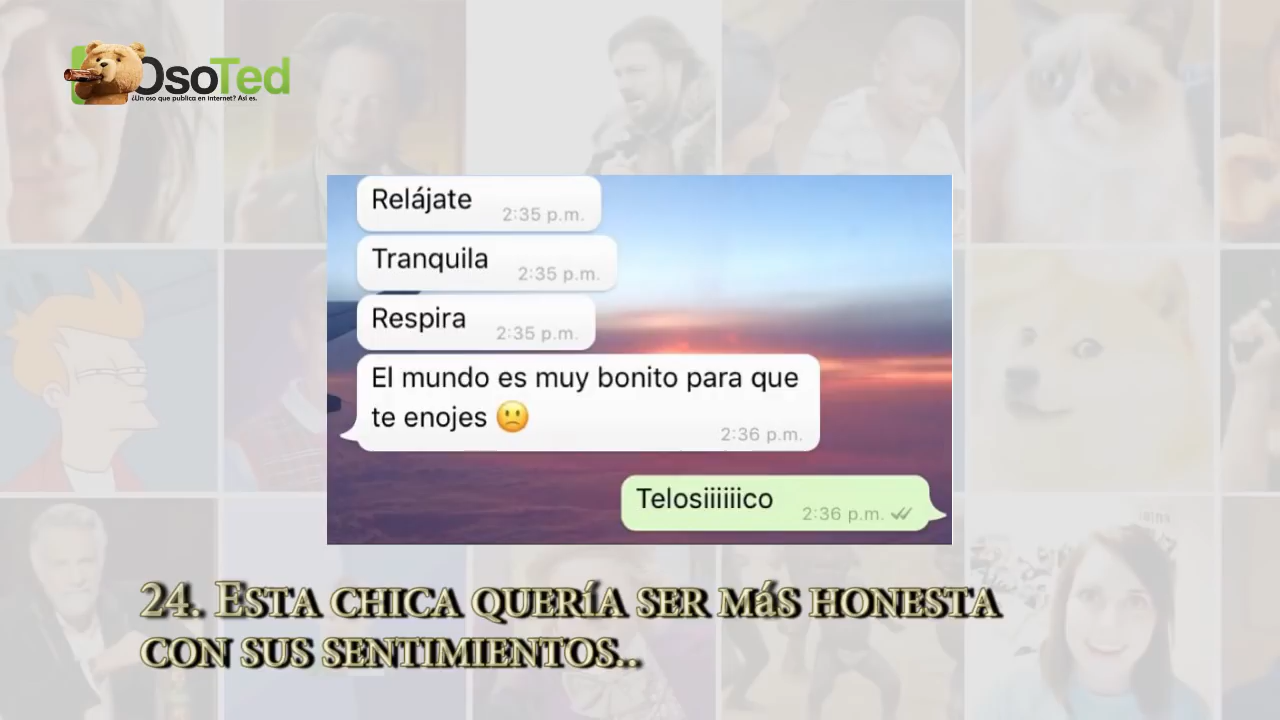 OsoTed
¿Un oso que publica en internet? Así es.
Relájate
2:35 p.m.
Tranquila
2:35 p.m.
Respira
2:35 p.m.
El mundo es muy bonito para que
te enojes 🙁
2:36 p.m.
Telosiiiiiico
2:36 p.m.
24. Esta chica quería ser más honesta
con sus sentimientos..